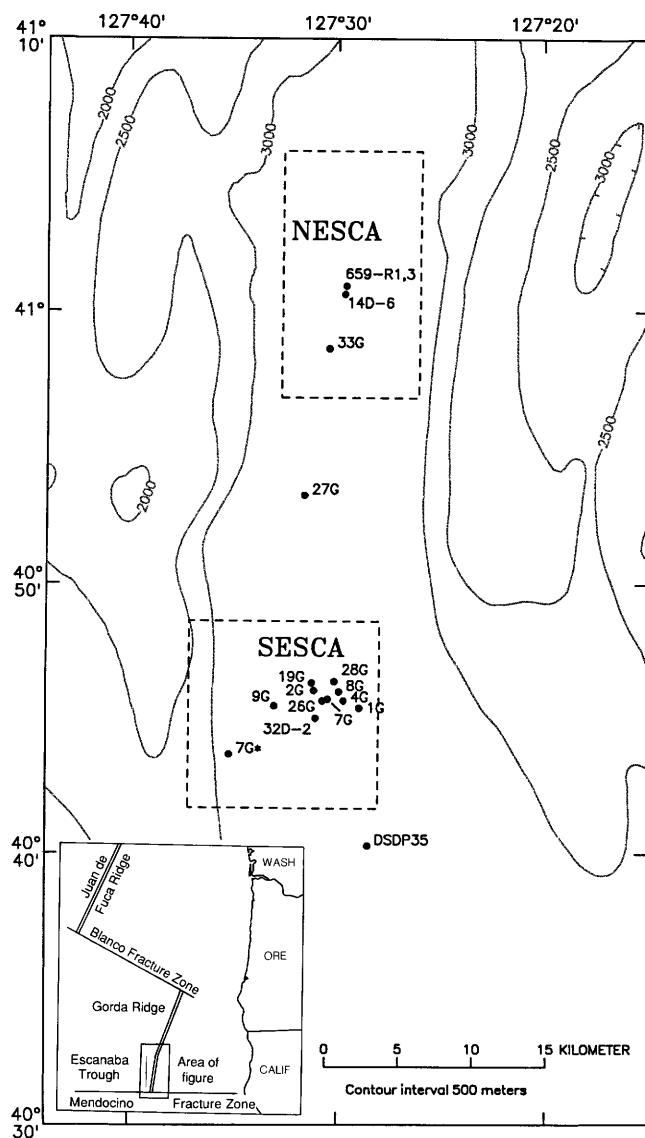 127°40' 127°30' 127°20'
41°
10'
2000
2500
3000
3000
2500
3000
NESCA
659-R1,3
14D-6
41°
0'
33G
2500
2000
27G
40°
50'
SESCA
19G 28G
2G 8G
9G 26G 4G 1G
7G
32D-2
7G*
40°
40'
DSDP35
Juan de
Fuca Ridge
WASH
Blanco Fracture Zone
ORE
Gorda Ridge
Escanaba
Trough
Area of
figure
CALIF
Mendocino Fracture Zone
0 5 10 15 KILOMETER
Contour interval 500 meters
40°
30'